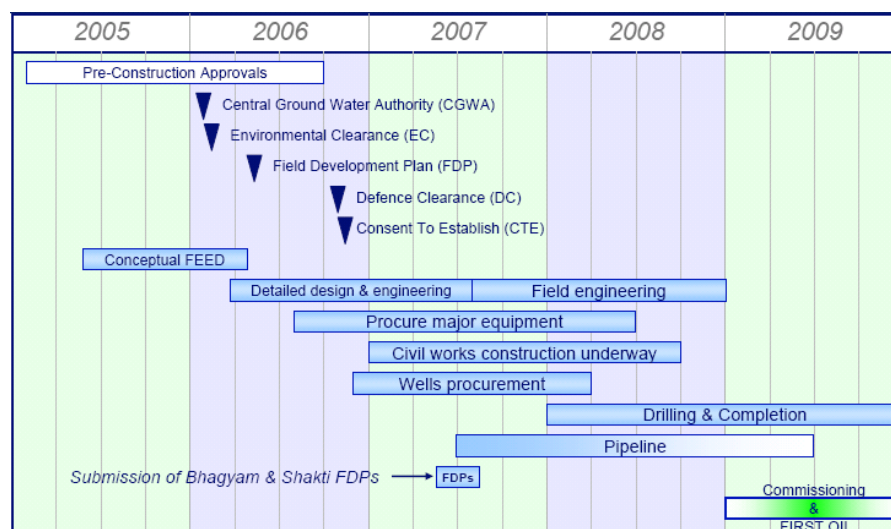 2005 2006 2007 2008 2009
Pre-Construction Approvals
Central Ground Water Authority (CGWA)
Environmental Clearance (EC)
Field Development Plan (FDP)
Defence Clearance (DC)
Consent To Establish (CTE)
Conceptual FEED
Detailed design & engineering Field engineering
Procure major equipment
Civil works construction underway
Wells procurement
Drilling & Completion
Pipeline
Submission of Bhagyam & Shakti FDPs FDPs
Commissioning
&
FIRST OIL